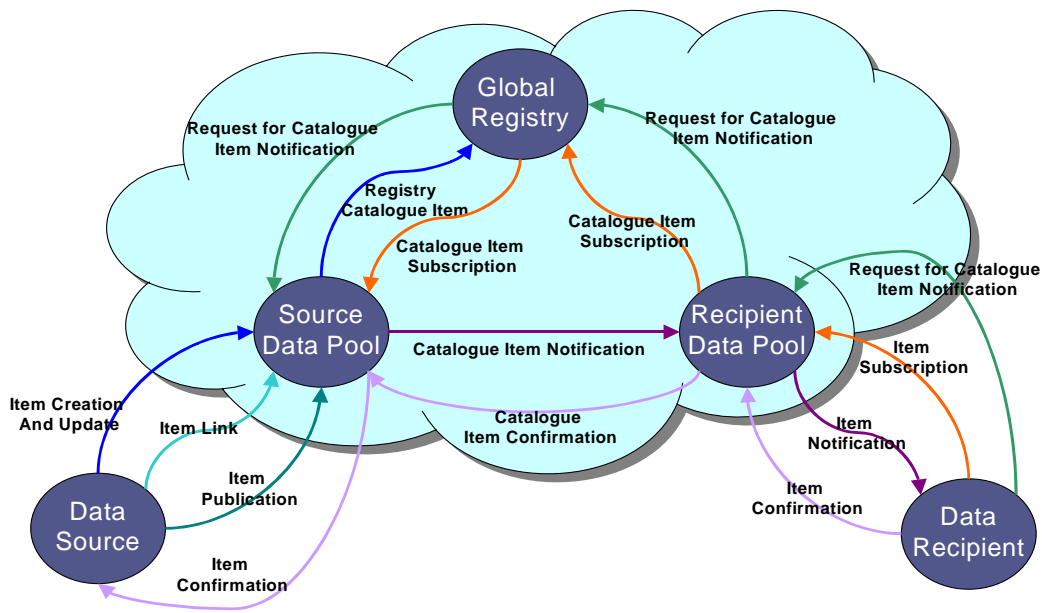 Global
Registry
Request for Catalogue
Item Notification
Request for Catalogue
Item Notification
Registry
Catalogue Item
Catalogue Item
Subscription
Catalogue Item
Subscription
Request for Catalogue
Item Notification
Source
Data Pool
Recipient
Data Pool
Catalogue Item Notification
Item
Subscription
Item Creation
And Update
Item Link
Catalogue
Item Confirmation
Item
Notification
Item
Publication
Item
Confirmation
Data
Source
Data
Recipient
Item
Confirmation